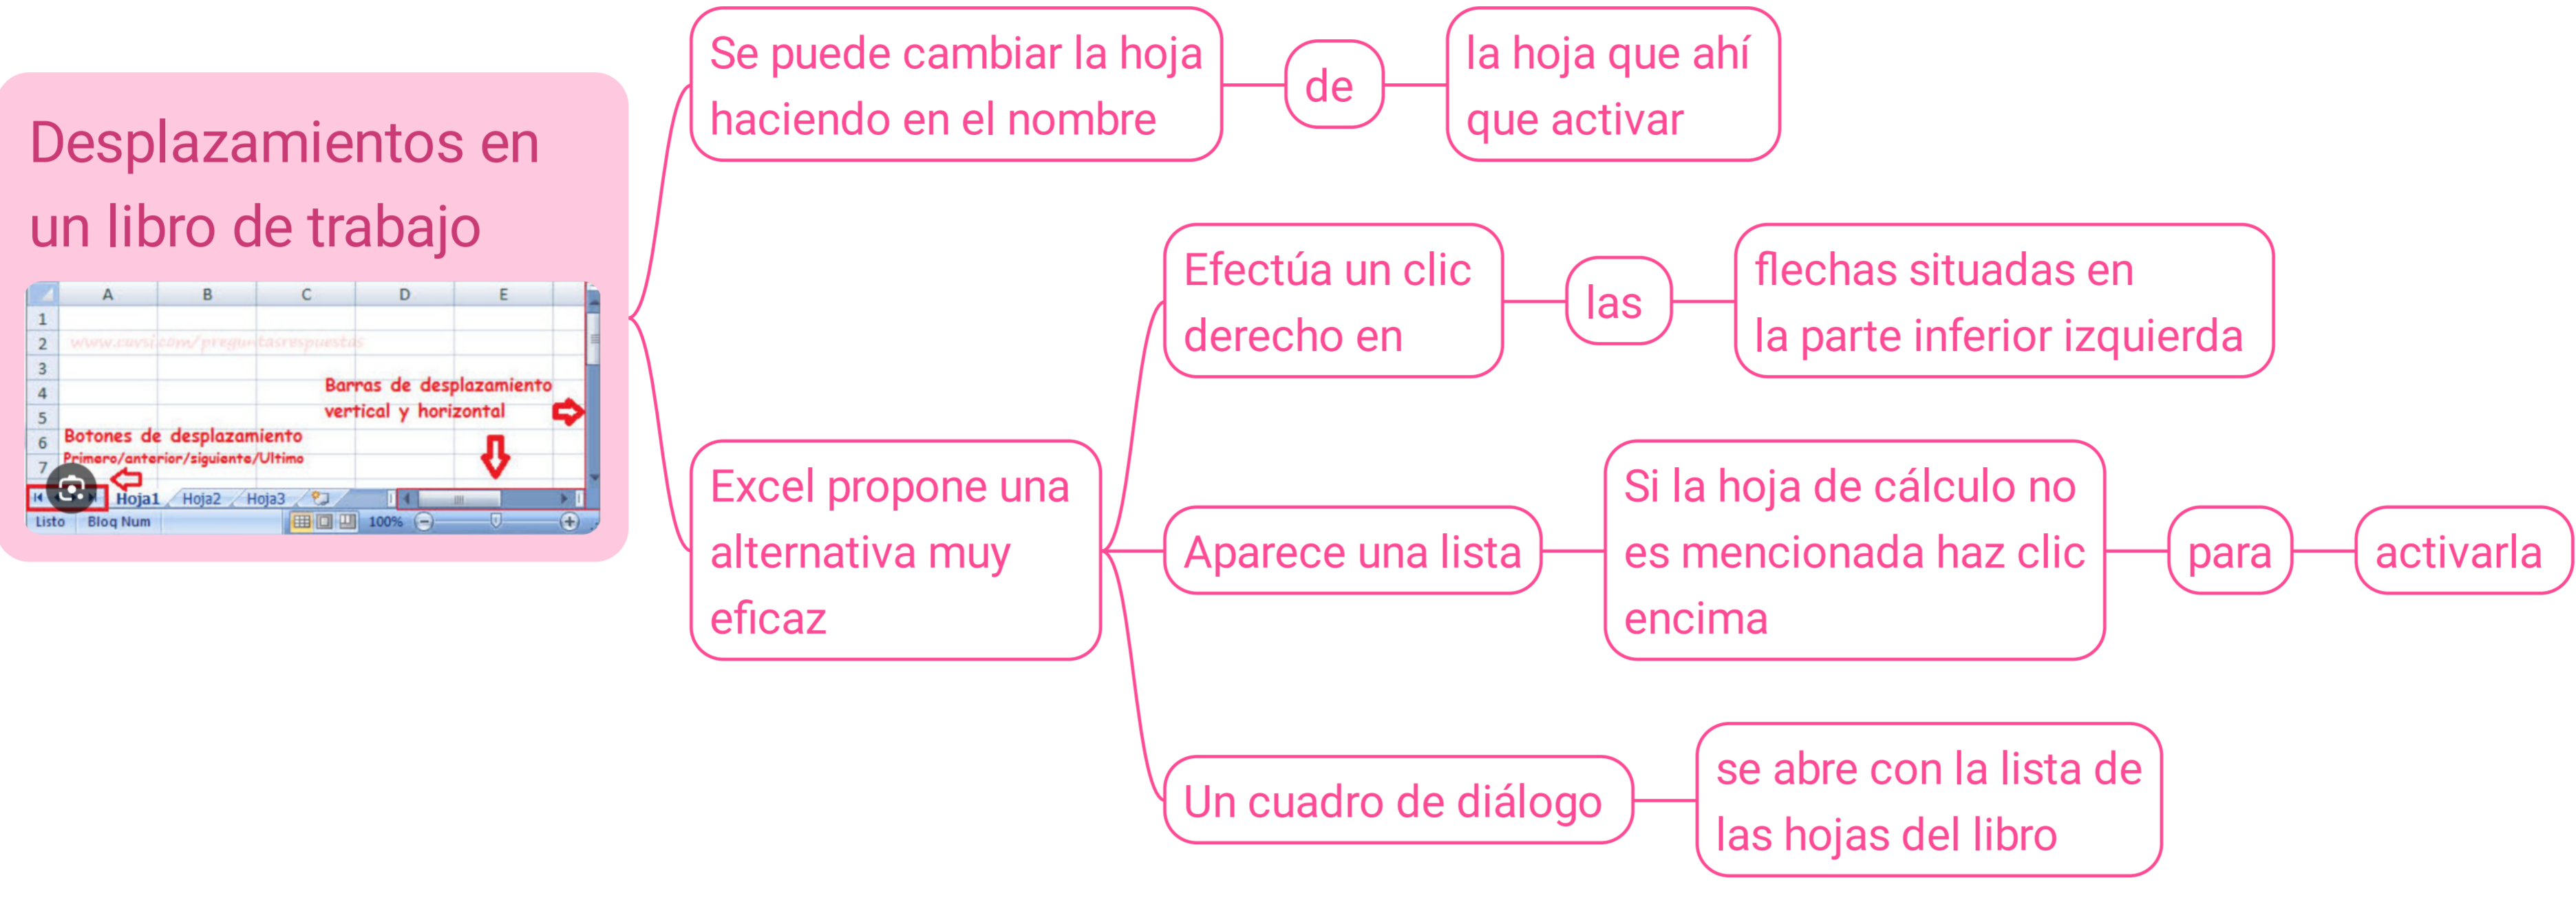 Desplazamientos en
un libro de trabajo
A B C D E
1
2 www.cavsi.com/preguntasrespuestas
3
4 Barras de desplazamiento
5 vertical y horizontal
6 Botones de desplazamiento
7 Primero/anterior/siguiente/Ultimo
Hoja1 Hoja2 Hoja3
Listo Bloq Num 100%
Se puede cambiar la hoja
haciendo en el nombre
de
la hoja que ahí
que activar
Excel propone una
alternativa muy
eficaz
Efectúa un clic
derecho en
las
flechas situadas en
la parte inferior izquierda
Aparece una lista
Si la hoja de cálculo no
es mencionada haz clic
encima
para
activarla
Un cuadro de diálogo
se abre con la lista de
las hojas del libro